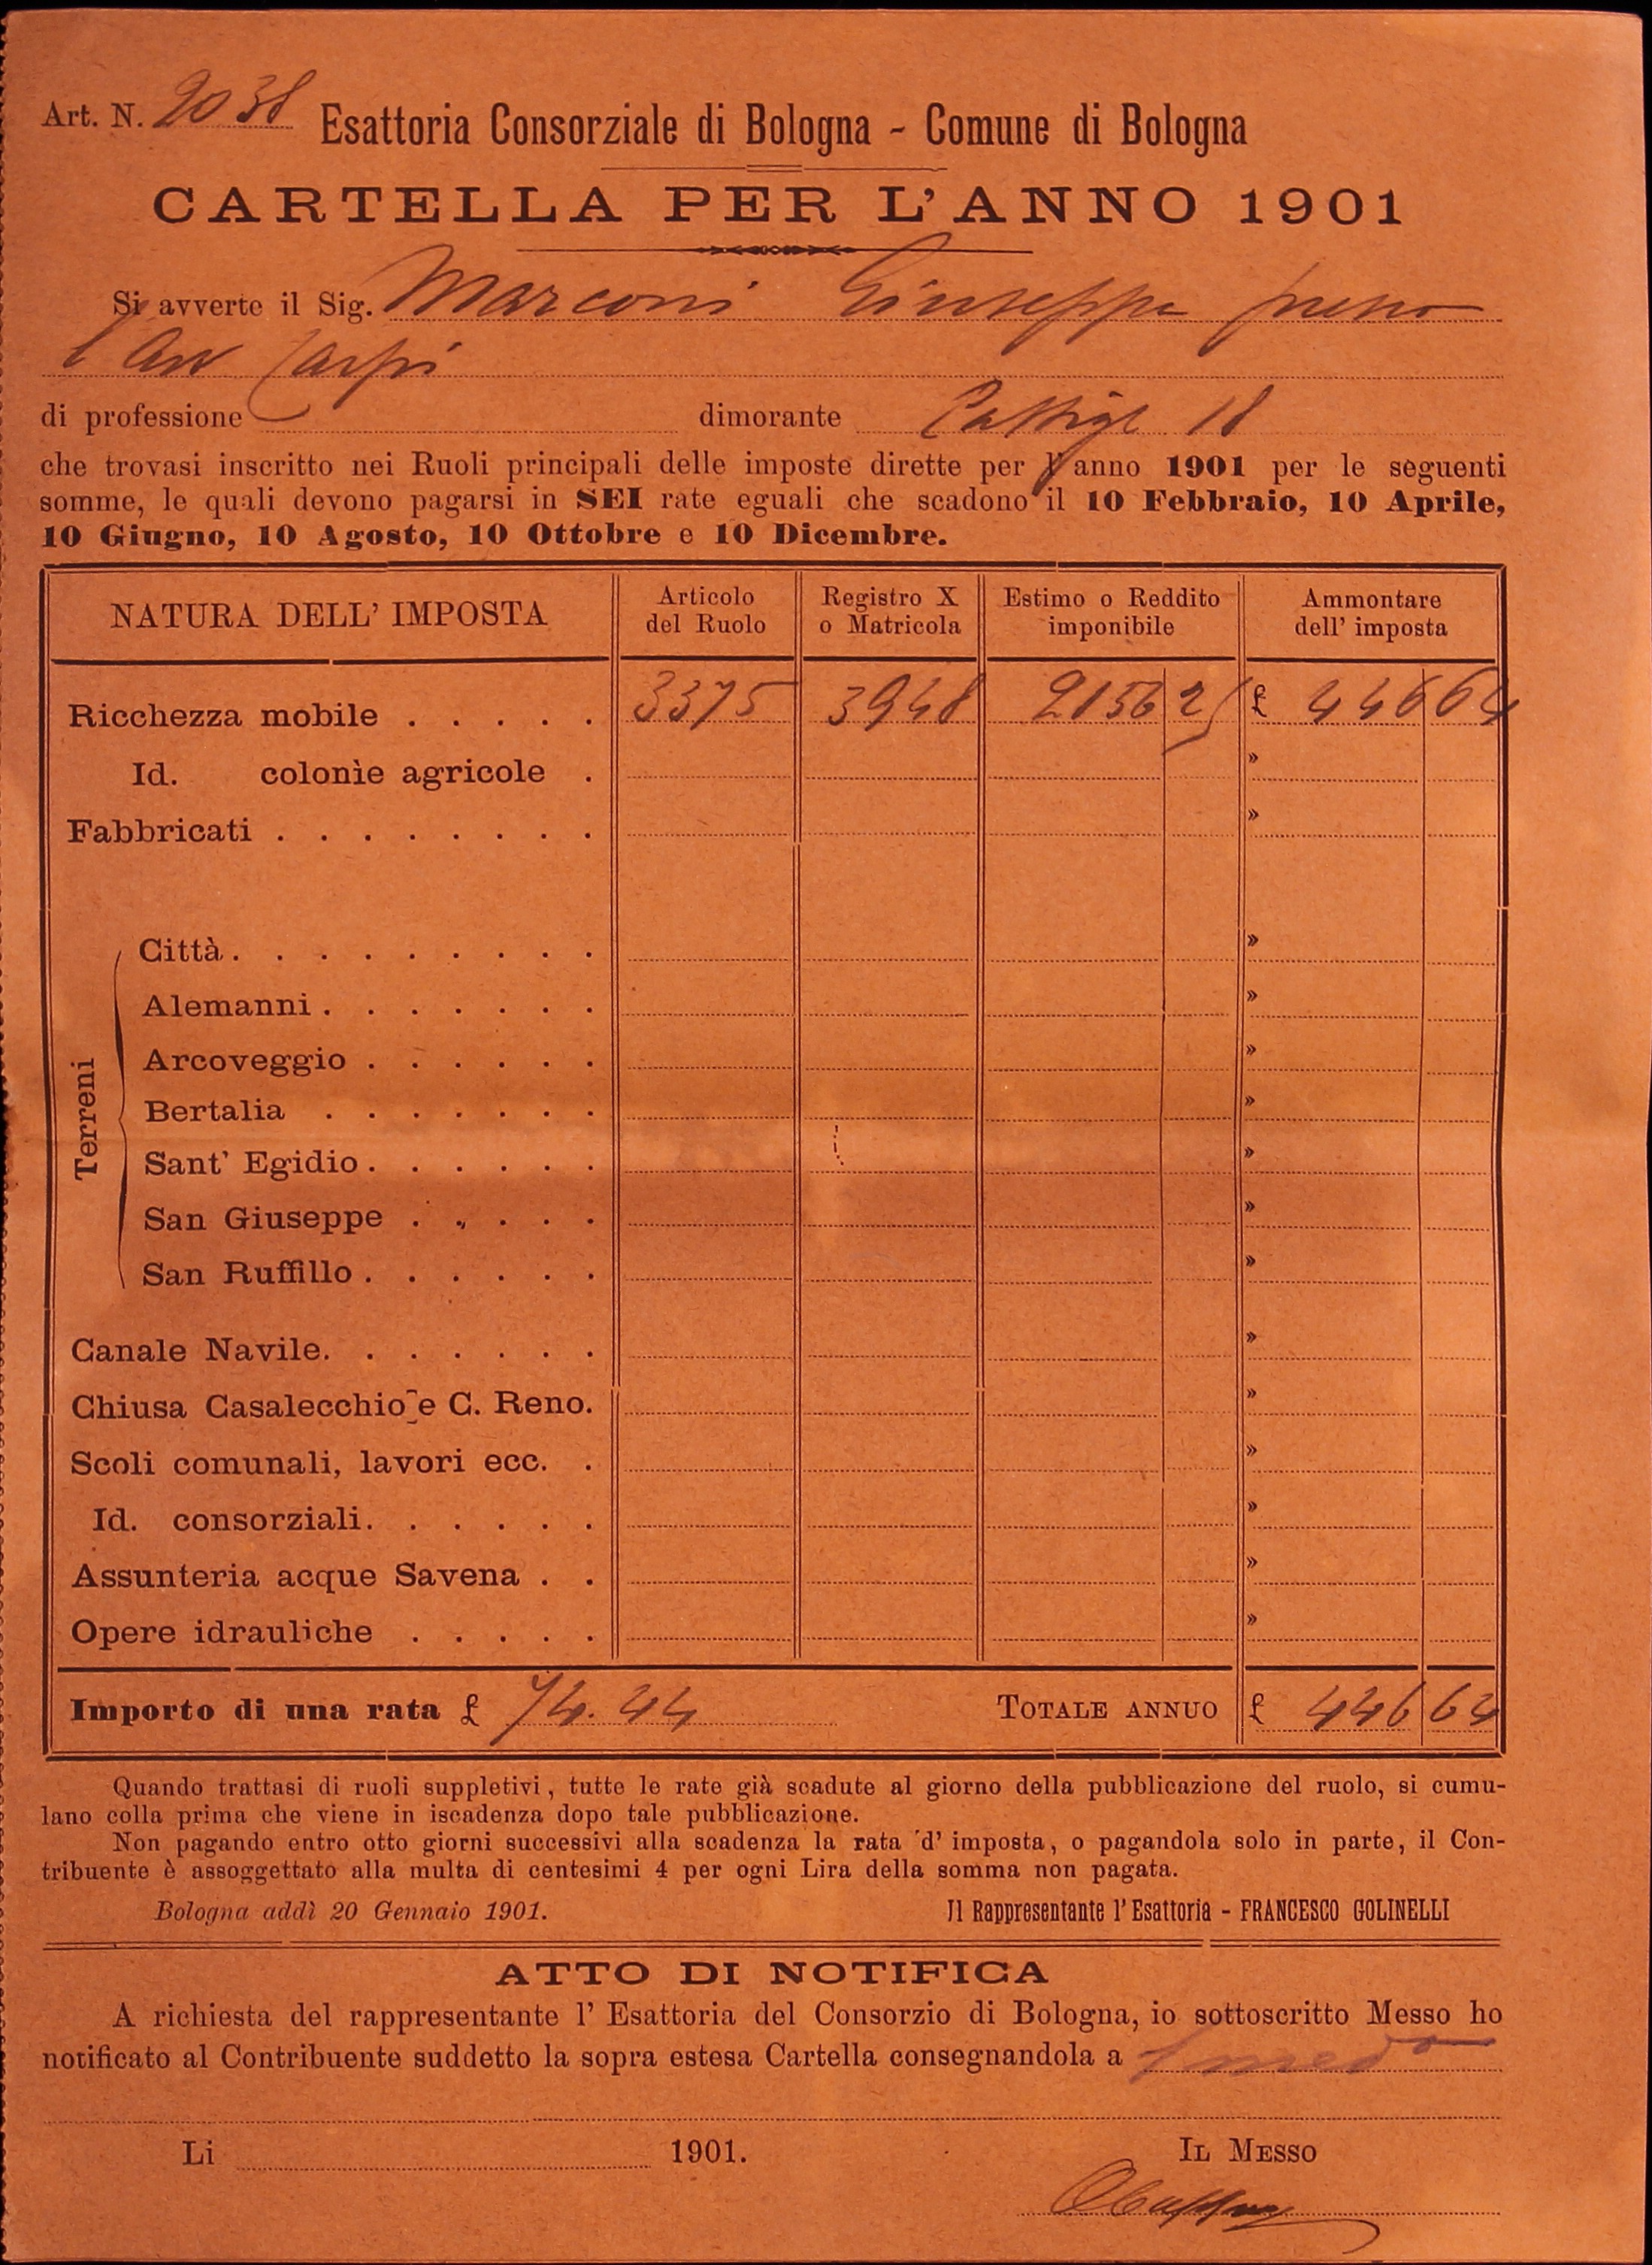 Art. N. 2038 Esattoria Consorziale di Bologna - Comune di Bologna
CARTELLA PER L'ANNO 1901
Si avverte il Sig. Marconi Giuseppe presso
l'Avv Carpi
di professione dimorante Castigl 18
che trovasi inscritto nei Ruoli principali delle imposte dirette per l'anno 1901 per le seguenti
somme, le quali devono pagarsi in SEI rate eguali che scadono il 10 Febbraio, 10 Aprile,
10 Giugno, 10 Agosto, 10 Ottobre e 10 Dicembre.
NATURA DELL' IMPOSTA Articolo del Ruolo Registro X o Matricola Estimo o Reddito imponibile Ammontare dell' imposta
Ricchezza mobile . . . . . 3375 3948 2156 25 £ 446 64
Id. colonie agricole . »
Fabbricati . . . . . . . . »
Terreni
Città . . . . . . . . . »
Alemanni . . . . . . . »
Arcoveggio . . . . . . »
Bertalia . . . . . . . »
Sant' Egidio . . . . . . »
San Giuseppe . . . . . »
San Ruffillo . . . . . . »
Canale Navile. . . . . . . »
Chiusa Casalecchio e C. Reno. »
Scoli comunali, lavori ecc. . »
Id. consorziali. . . . . . »
Assunteria acque Savena . . »
Opere idrauliche . . . . . »
Importo di una rata £ 74.44 TOTALE ANNUO £ 446 64
Quando trattasi di ruoli suppletivi, tutte le rate già scadute al giorno della pubblicazione del ruolo, si cumu-
lano colla prima che viene in iscadenza dopo tale pubblicazione.
Non pagando entro otto giorni successivi alla scadenza la rata d' imposta, o pagandola solo in parte, il Con-
tribuente è assoggettato alla multa di centesimi 4 per ogni Lira della somma non pagata.
Bologna addì 20 Gennaio 1901. Il Rappresentante l' Esattoria - FRANCESCO GOLINELLI
ATTO DI NOTIFICA
A richiesta del rappresentante l' Esattoria del Consorzio di Bologna, io sottoscritto Messo ho
notificato al Contribuente suddetto la sopra estesa Cartella consegnandola a
Li 1901. IL MESSO